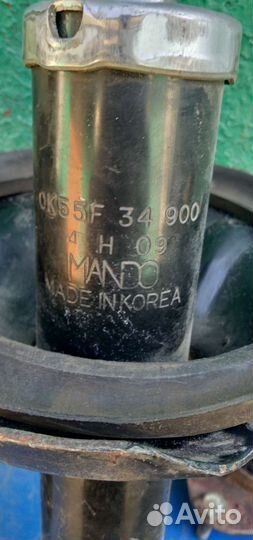 0K55F 34 900
4 H 09
MANDO
MADE IN KOREA
Avito